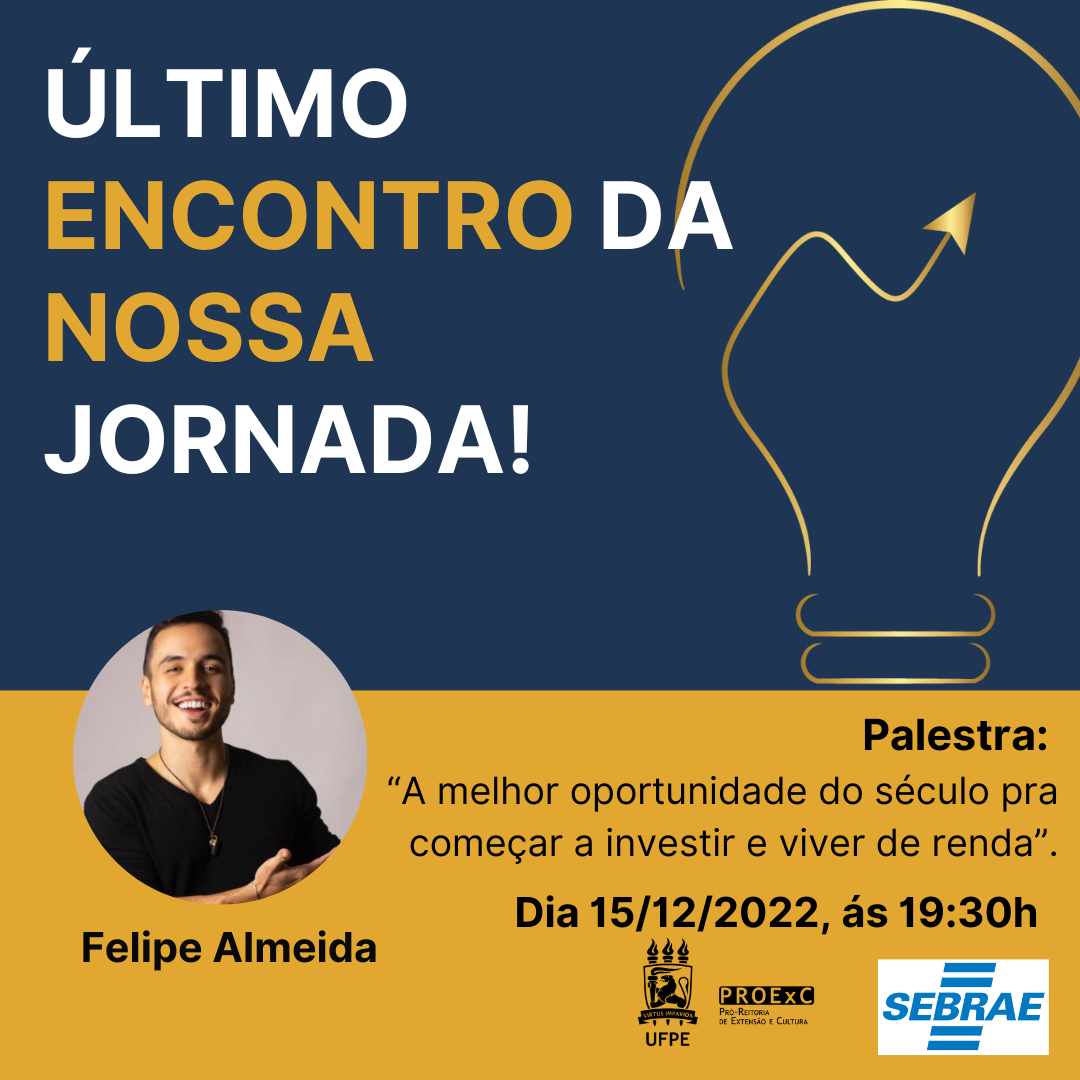 ÚLTIMO
ENCONTRO DA
NOSSA
JORNADA!
Palestra:
“A melhor oportunidade do século pra
começar a investir e viver de renda”.
Dia 15/12/2022, ás 19:30h
Felipe Almeida
VIRTUS IMPAVIDA
UFPE
PROExC
PRÓ-REITORIA
DE EXTENSÃO E CULTURA
SEBRAE